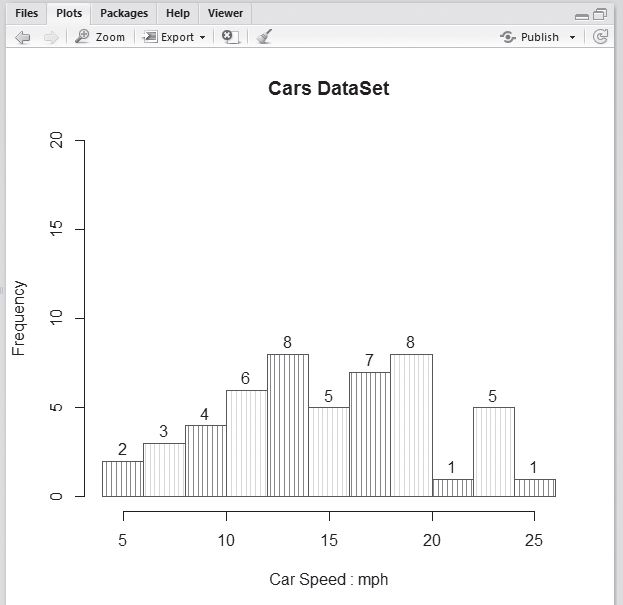 Files Plots Packages Help Viewer
Zoom Export Publish
Cars DataSet
Frequency
20
15
10
5
0
2 3 4 6 8 5 7 8 1 5 1
5 10 15 20 25
Car Speed : mph